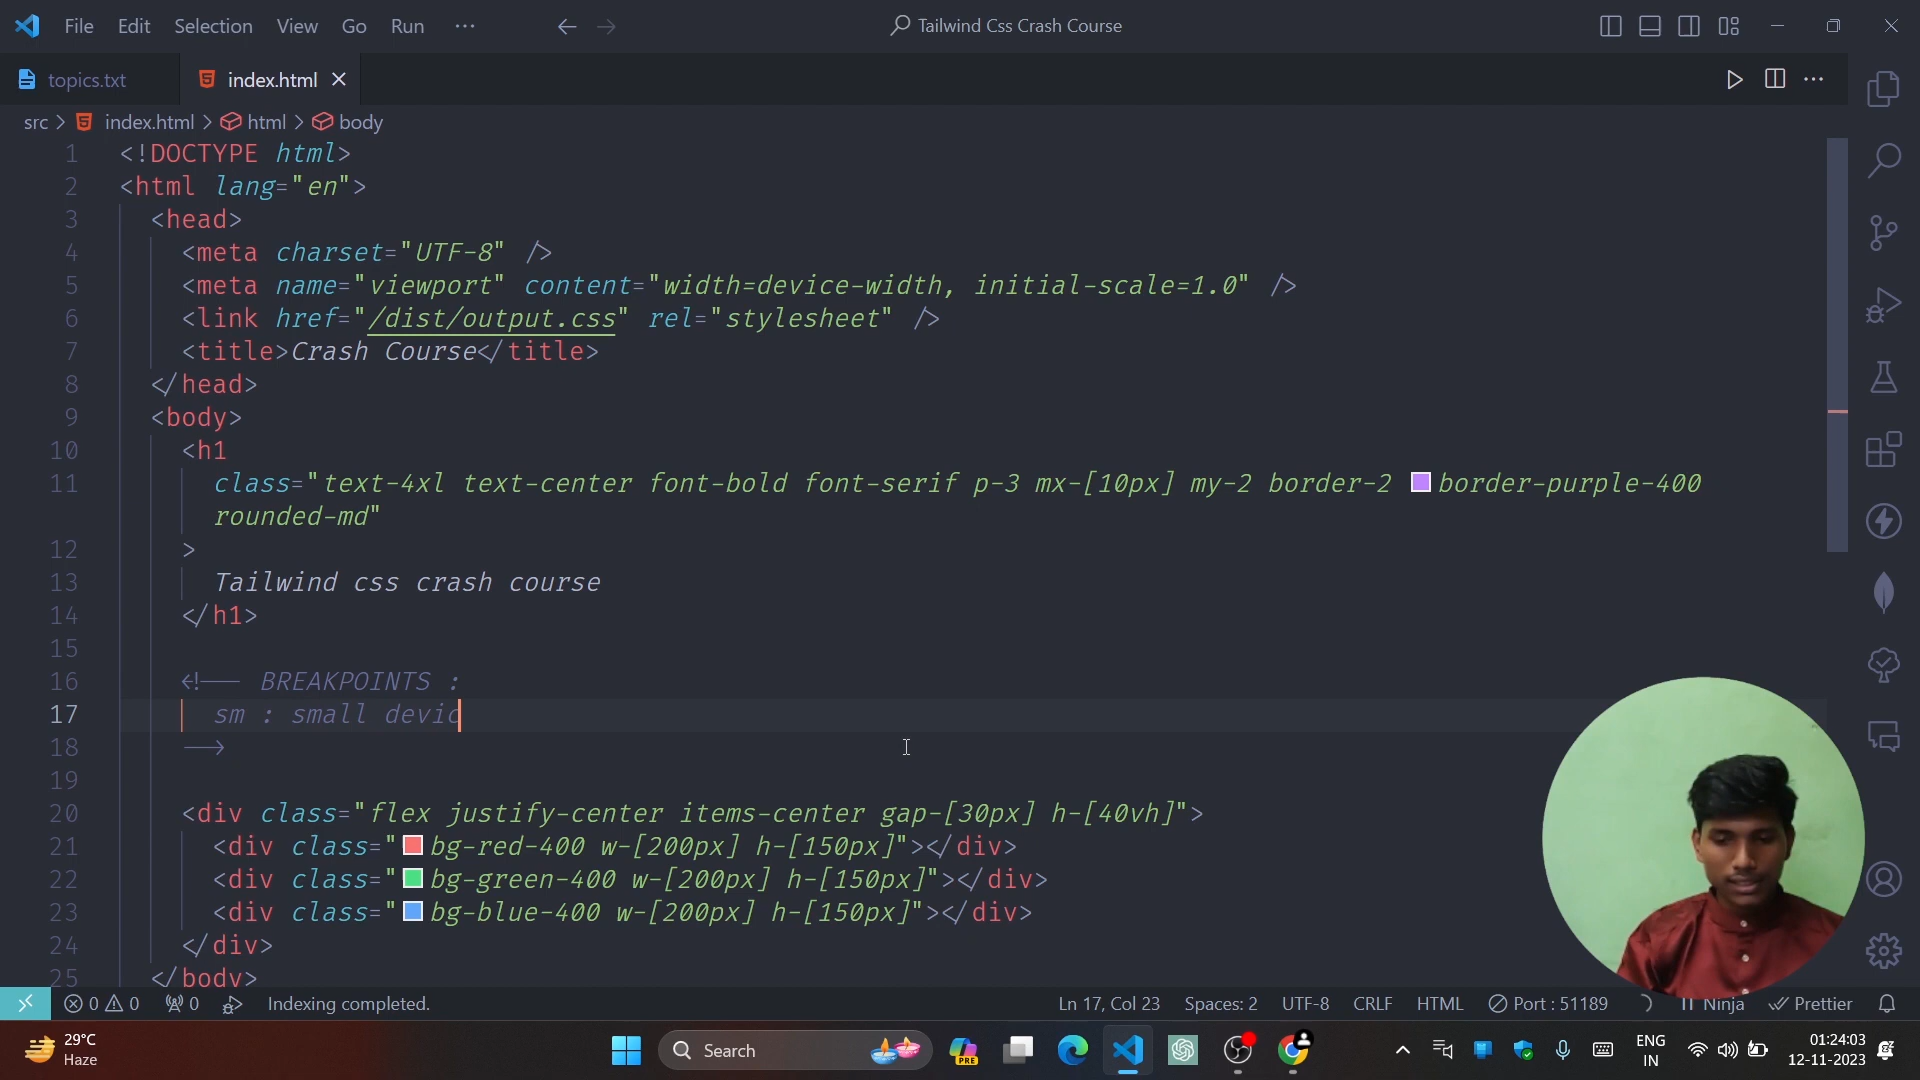 File Edit Selection View Go Run ··· Tailwind Css Crash Course
topics.txt index.html
src > index.html > html > body
1 <!DOCTYPE html>
2 <html lang="en">
3 <head>
4 <meta charset="UTF-8" />
5 <meta name="viewport" content="width=device-width, initial-scale=1.0" />
6 <link href="/dist/output.css" rel="stylesheet" />
7 <title>Crash Course</title>
8 </head>
9 <body>
10 <h1
11 class="text-4xl text-center font-bold font-serif p-3 mx-[10px] my-2 border-2 border-purple-400
rounded-md"
12 >
13 Tailwind css crash course
14 </h1>
15
16 <!-- BREAKPOINTS :
17 sm : small devic
18 -->
19
20 <div class="flex justify-center items-center gap-[30px] h-[40vh]">
21 <div class="bg-red-400 w-[200px] h-[150px]"></div>
22 <div class="bg-green-400 w-[200px] h-[150px]"></div>
23 <div class="bg-blue-400 w-[200px] h-[150px]"></div>
24 </div>
25 </body>
0 0 0 Indexing completed. Ln 17, Col 23 Spaces: 2 UTF-8 CRLF HTML Port : 51189 Ninja Prettier
29°C
Haze
Search
PRE
ENG
IN
01:24:03
12-11-2023